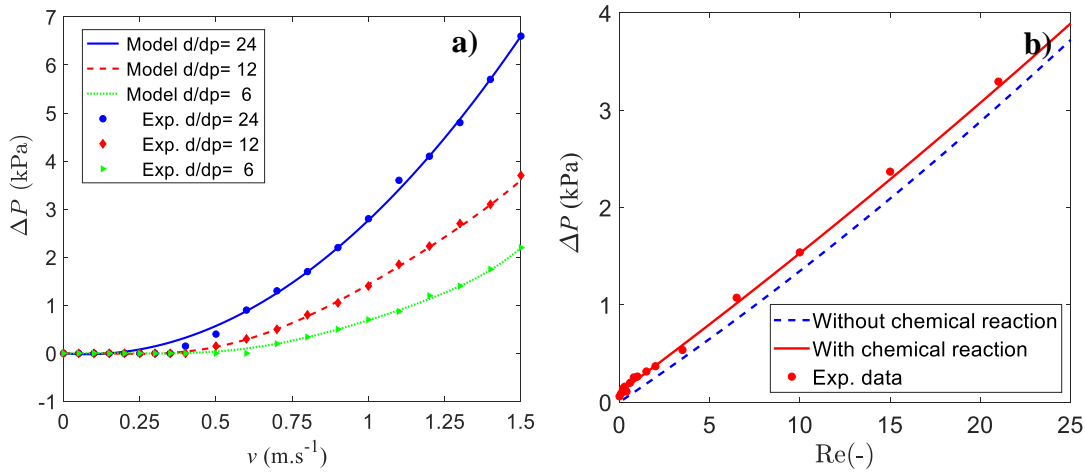 a)
7
6
5
4
3
2
1
0
-1
ΔP (kPa)
Model d/dp= 24
Model d/dp= 12
Model d/dp= 6
Exp. d/dp= 24
Exp. d/dp= 12
Exp. d/dp= 6
0 0.25 0.5 0.75 1 1.25 1.5
v (m.s⁻¹)
b)
4
3
2
1
0
ΔP (kPa)
Without chemical reaction
With chemical reaction
Exp. data
0 5 10 15 20 25
Re(-)